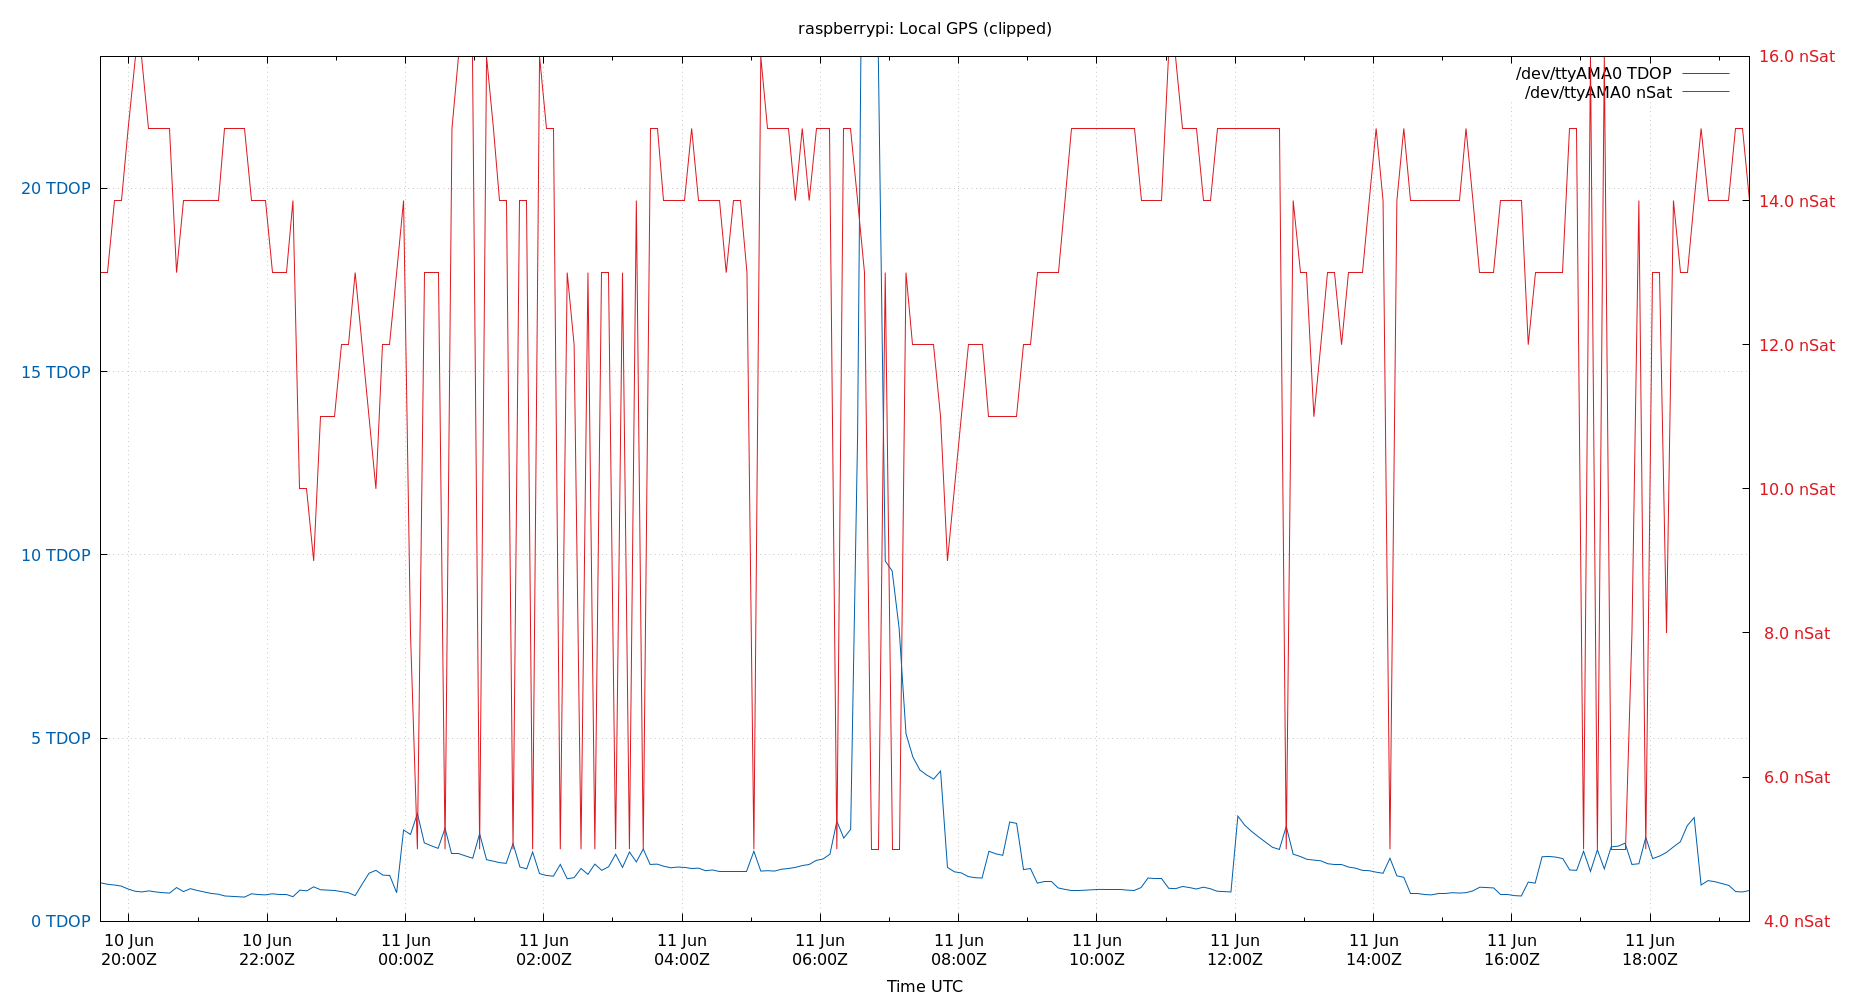 raspberrypi: Local GPS (clipped)
/dev/ttyAMA0 TDOP
/dev/ttyAMA0 nSat
20 TDOP
15 TDOP
10 TDOP
5 TDOP
0 TDOP
16.0 nSat
14.0 nSat
12.0 nSat
10.0 nSat
8.0 nSat
6.0 nSat
4.0 nSat
10 Jun
20:00Z
10 Jun
22:00Z
11 Jun
00:00Z
11 Jun
02:00Z
11 Jun
04:00Z
11 Jun
06:00Z
11 Jun
08:00Z
11 Jun
10:00Z
11 Jun
12:00Z
11 Jun
14:00Z
11 Jun
16:00Z
11 Jun
18:00Z
Time UTC